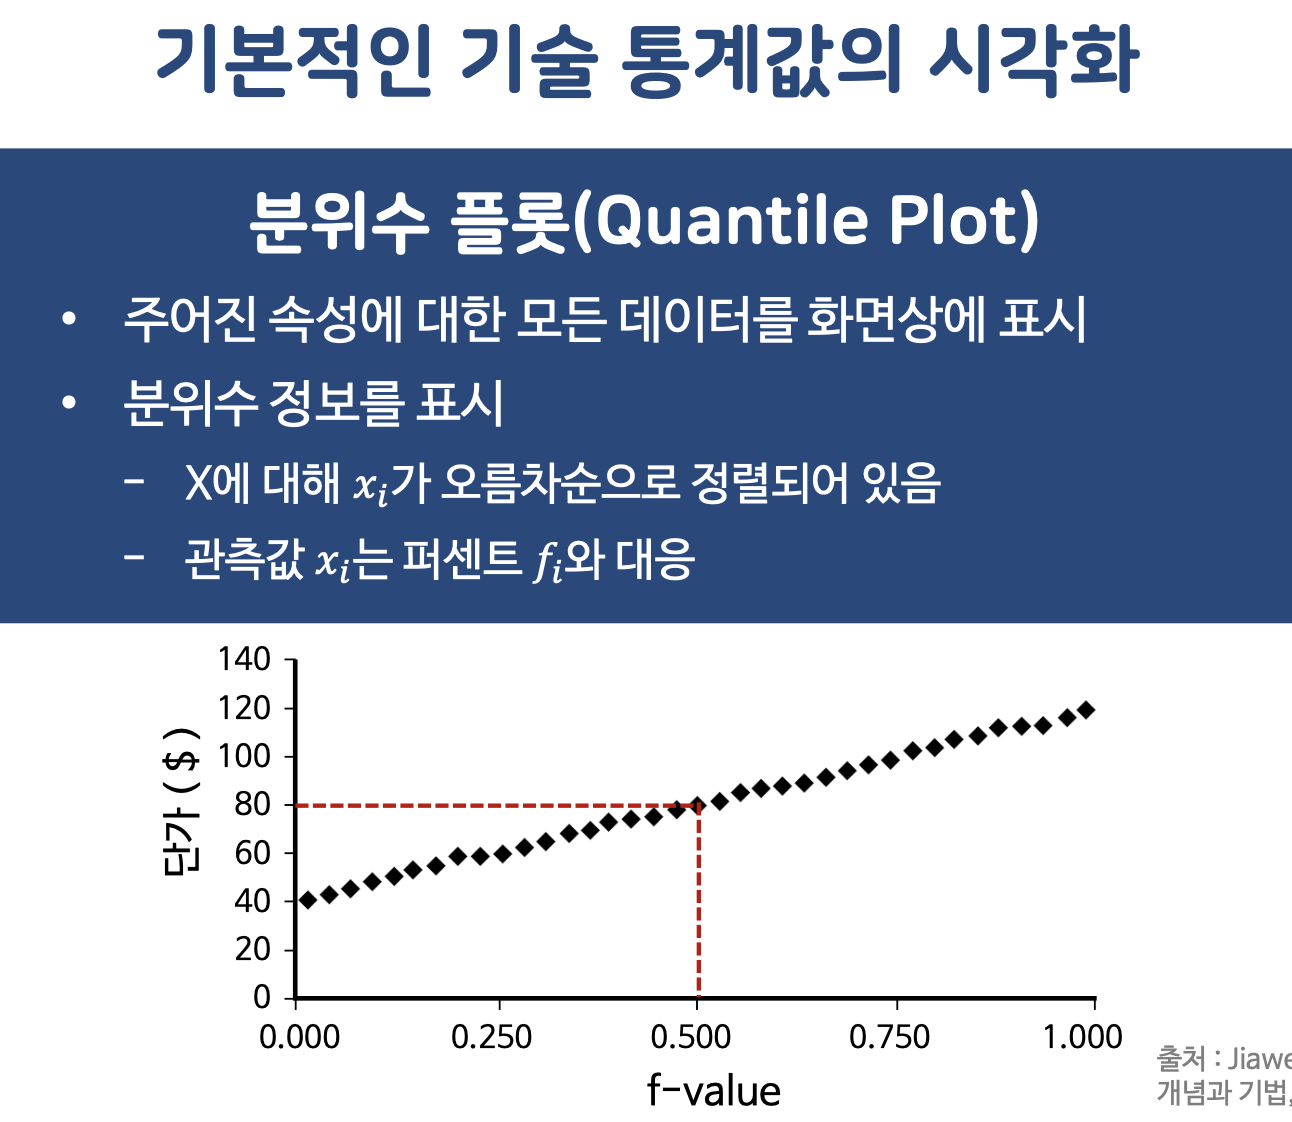 기본적인 기술 통계값의 시각화
분위수 플롯(Quantile Plot)
• 주어진 속성에 대한 모든 데이터를 화면상에 표시
• 분위수 정보를 표시
– X에 대해 xᵢ가 오름차순으로 정렬되어 있음
– 관측값 xᵢ는 퍼센트 fᵢ와 대응
140
120
100
80
60
40
20
0
단가 ( $ )
0.000 0.250 0.500 0.750 1.000
f-value
출처 : Jiawe
개념과 기법,